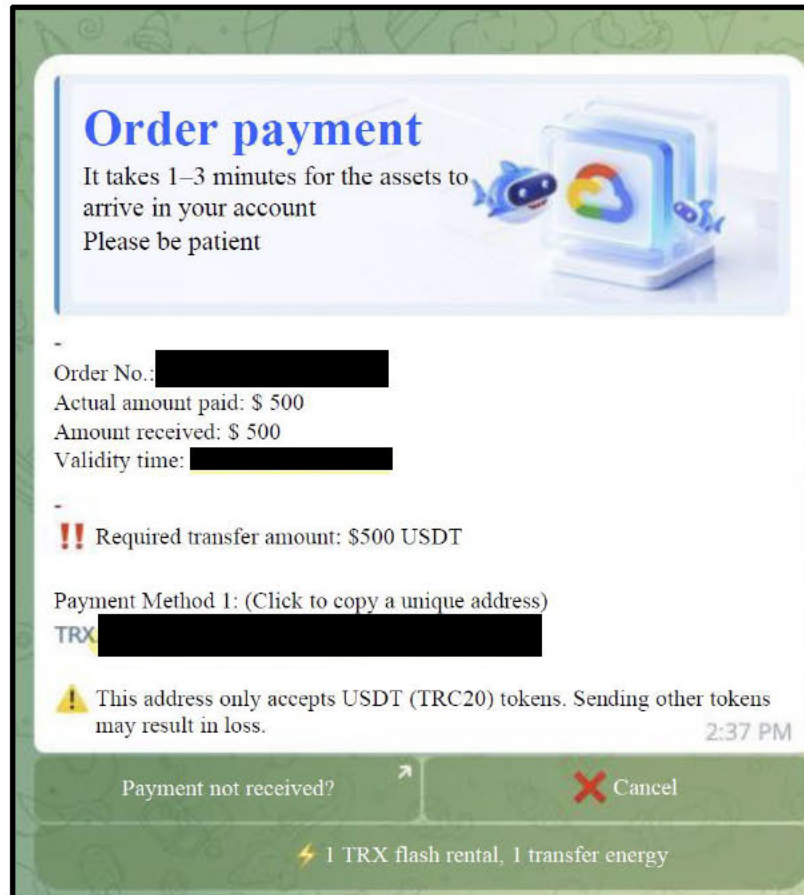 Order payment
It takes 1–3 minutes for the assets to
arrive in your account
Please be patient
-
Order No.:
Actual amount paid: $ 500
Amount received: $ 500
Validity time:
-
‼️ Required transfer amount: $500 USDT
Payment Method 1: (Click to copy a unique address)
TRX
⚠️ This address only accepts USDT (TRC20) tokens. Sending other tokens
may result in loss.
2:37 PM
Payment not received?
❌ Cancel
⚡ 1 TRX flash rental, 1 transfer energy